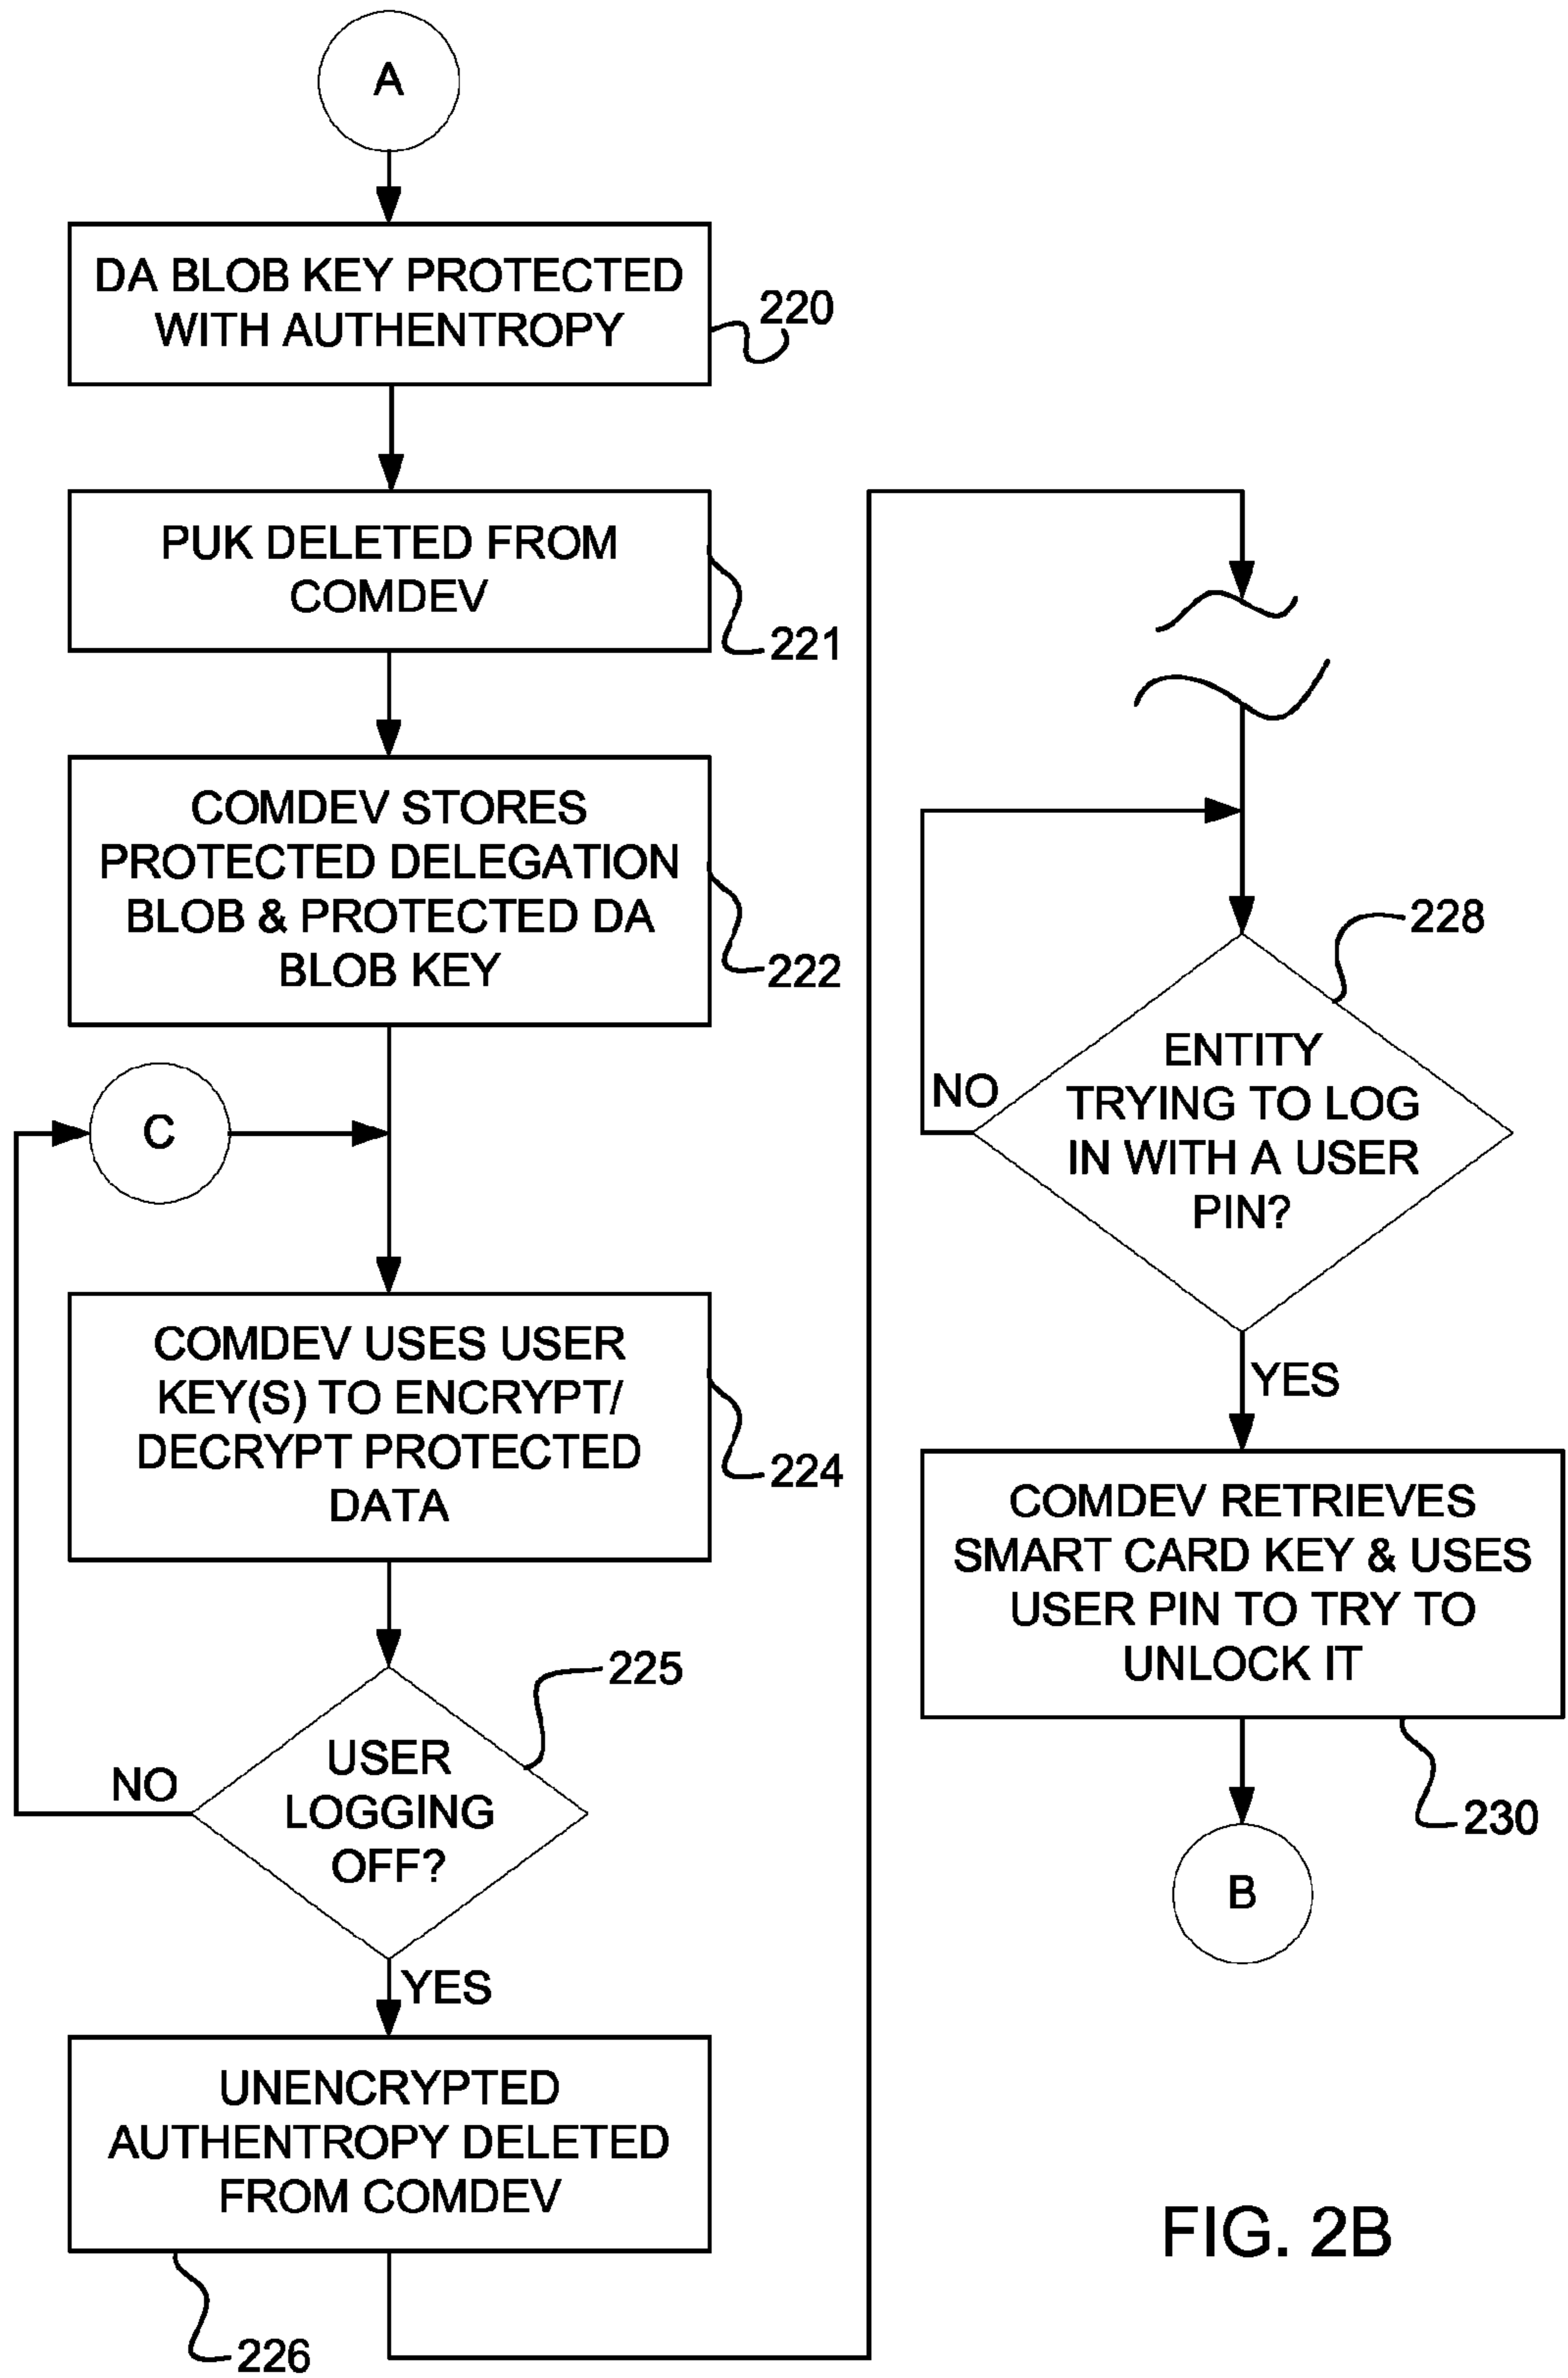 A
DA BLOB KEY PROTECTED
WITH AUTHENTROPY
220
PUK DELETED FROM
COMDEV
221
COMDEV STORES
PROTECTED DELEGATION
BLOB & PROTECTED DA
BLOB KEY
222
C
COMDEV USES USER
KEY(S) TO ENCRYPT/
DECRYPT PROTECTED
DATA
224
225
USER
LOGGING
OFF?
NO
YES
UNENCRYPTED
AUTHENTROPY DELETED
FROM COMDEV
226
228
ENTITY
TRYING TO LOG
IN WITH A USER
PIN?
NO
YES
COMDEV RETRIEVES
SMART CARD KEY & USES
USER PIN TO TRY TO
UNLOCK IT
230
B
FIG. 2B